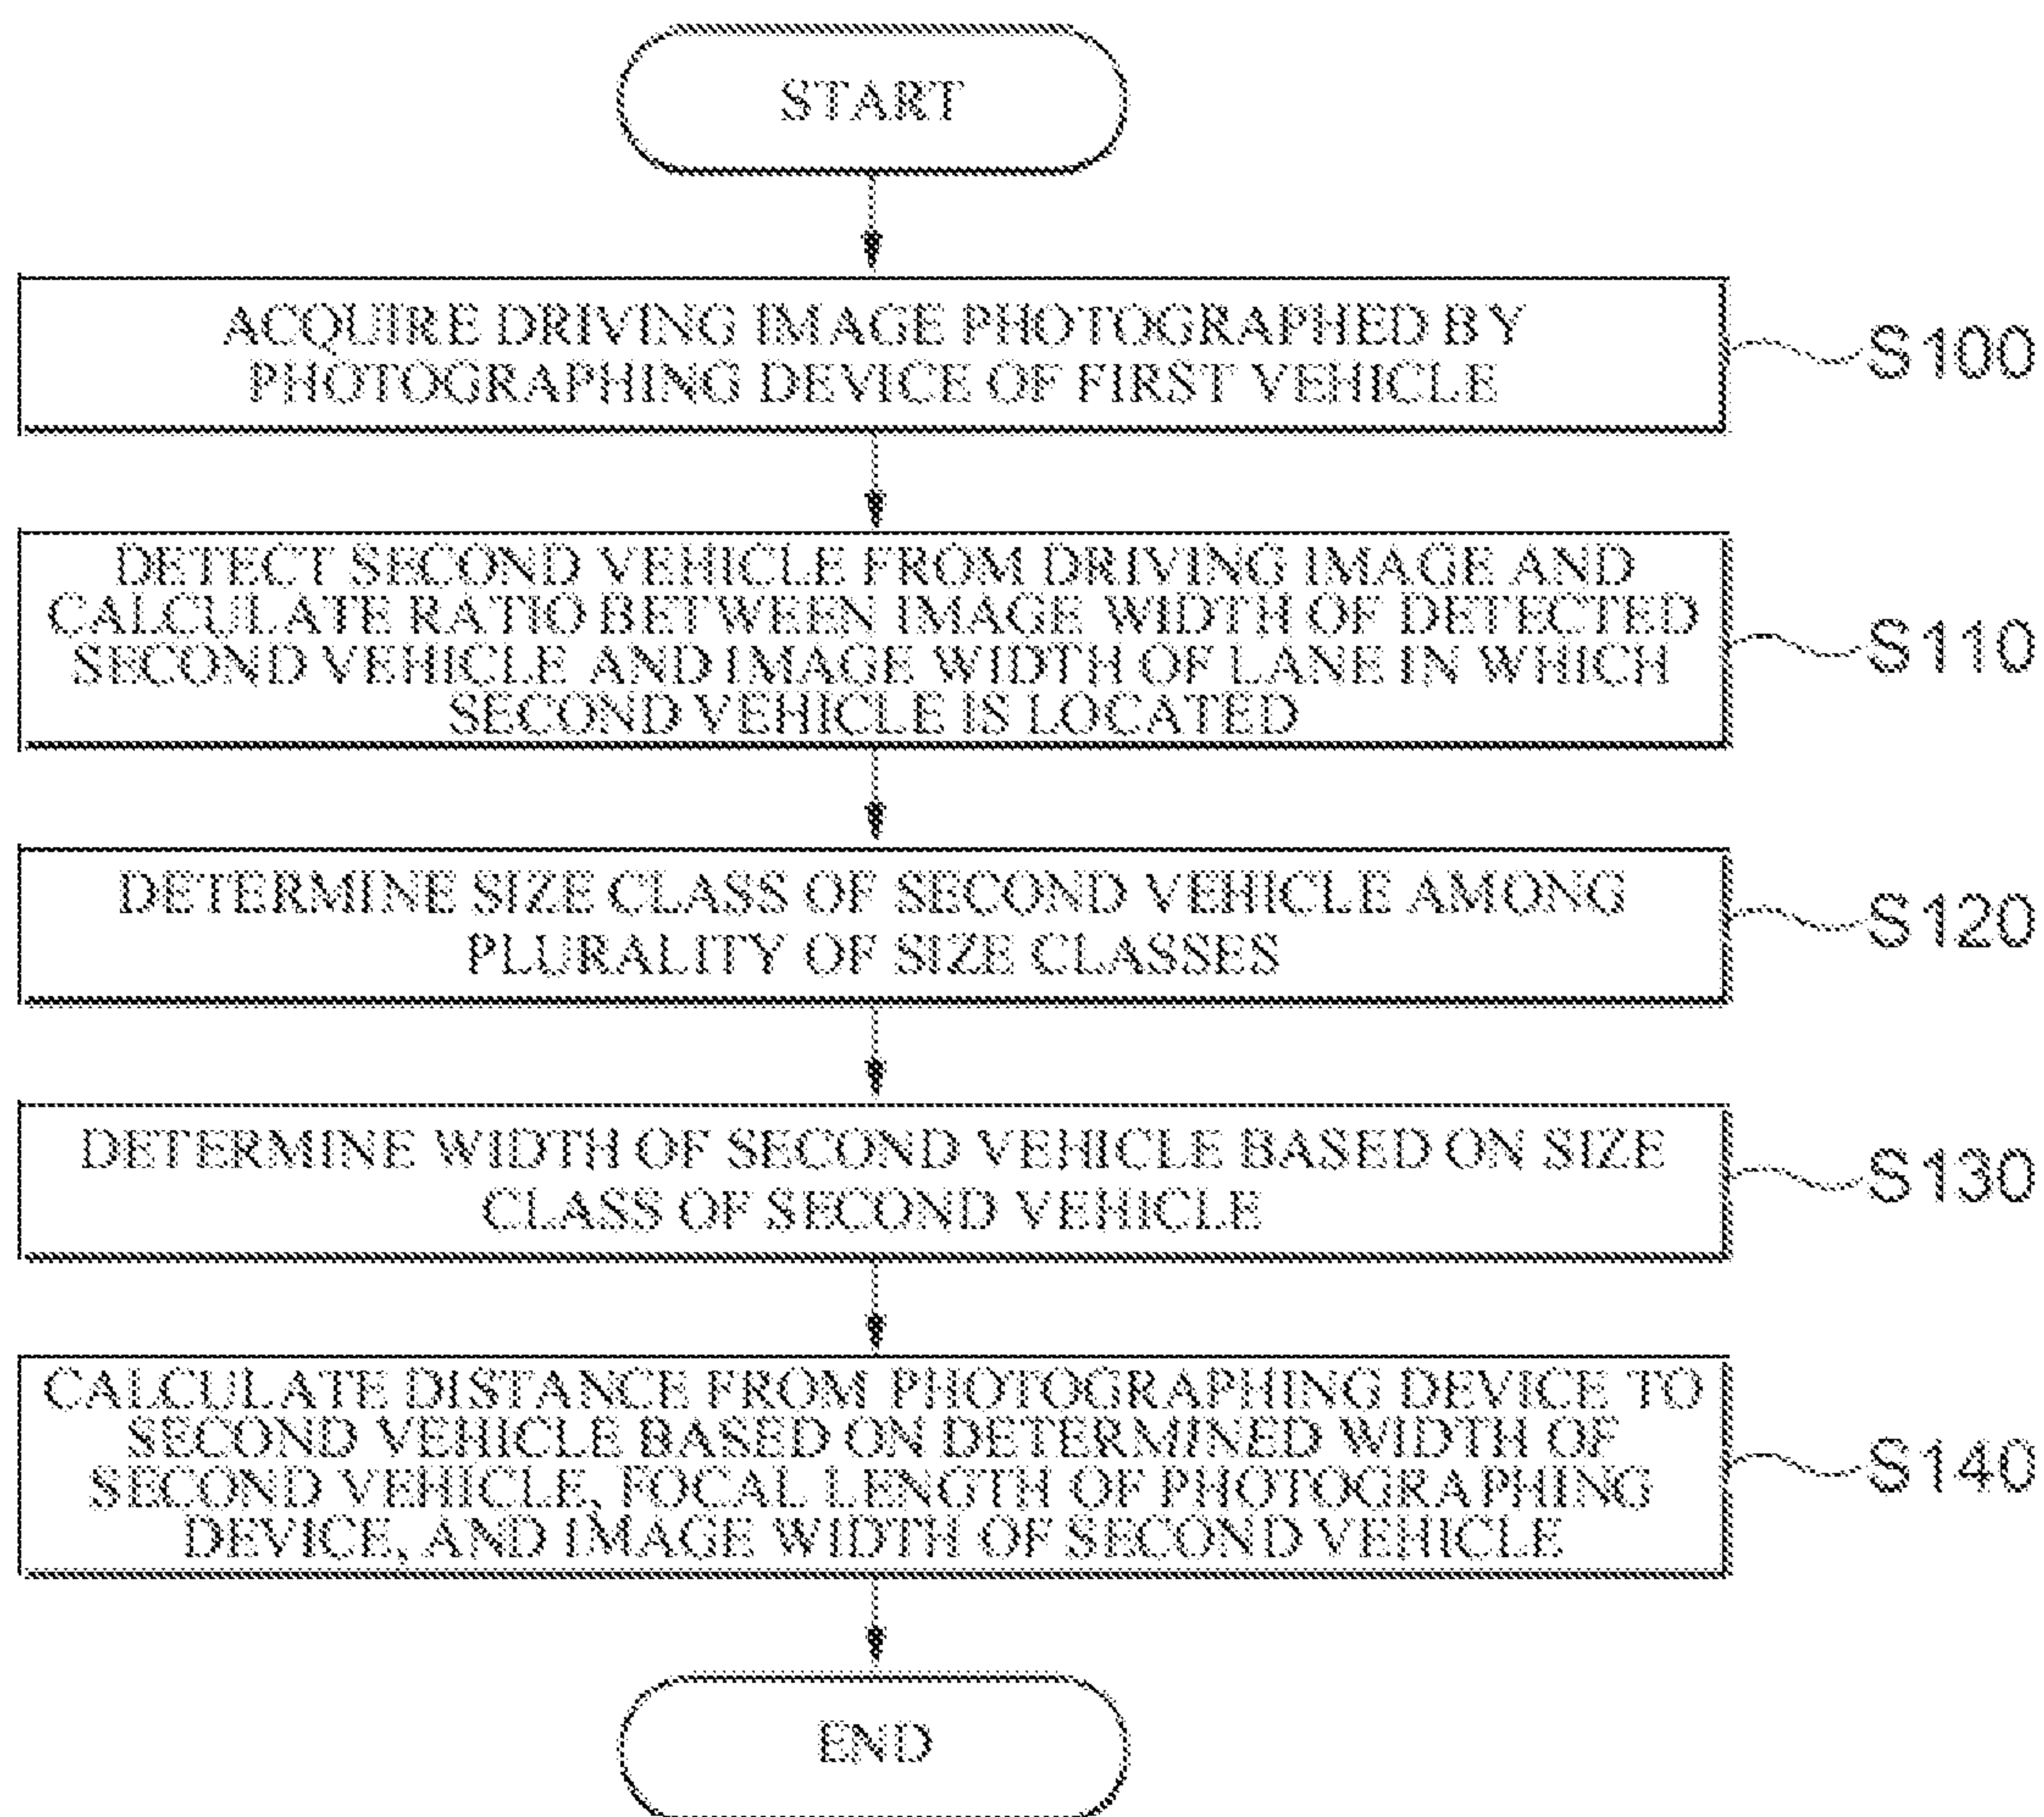 START
ACQUIRE DRIVING IMAGE PHOTOGRAPHED BY
PHOTOGRAPHING DEVICE OF FIRST VEHICLE
S100
DETECT SECOND VEHICLE FROM DRIVING IMAGE AND
CALCULATE RATIO BETWEEN IMAGE WIDTH OF DETECTED
SECOND VEHICLE AND IMAGE WIDTH OF LANE IN WHICH
SECOND VEHICLE IS LOCATED
S110
DETERMINE SIZE CLASS OF SECOND VEHICLE AMONG
PLURALITY OF SIZE CLASSES
S120
DETERMINE WIDTH OF SECOND VEHICLE BASED ON SIZE
CLASS OF SECOND VEHICLE
S130
CALCULATE DISTANCE FROM PHOTOGRAPHING DEVICE TO
SECOND VEHICLE BASED ON DETERMINED WIDTH OF
SECOND VEHICLE, FOCAL LENGTH OF PHOTOGRAPHING
DEVICE, AND IMAGE WIDTH OF SECOND VEHICLE
S140
END